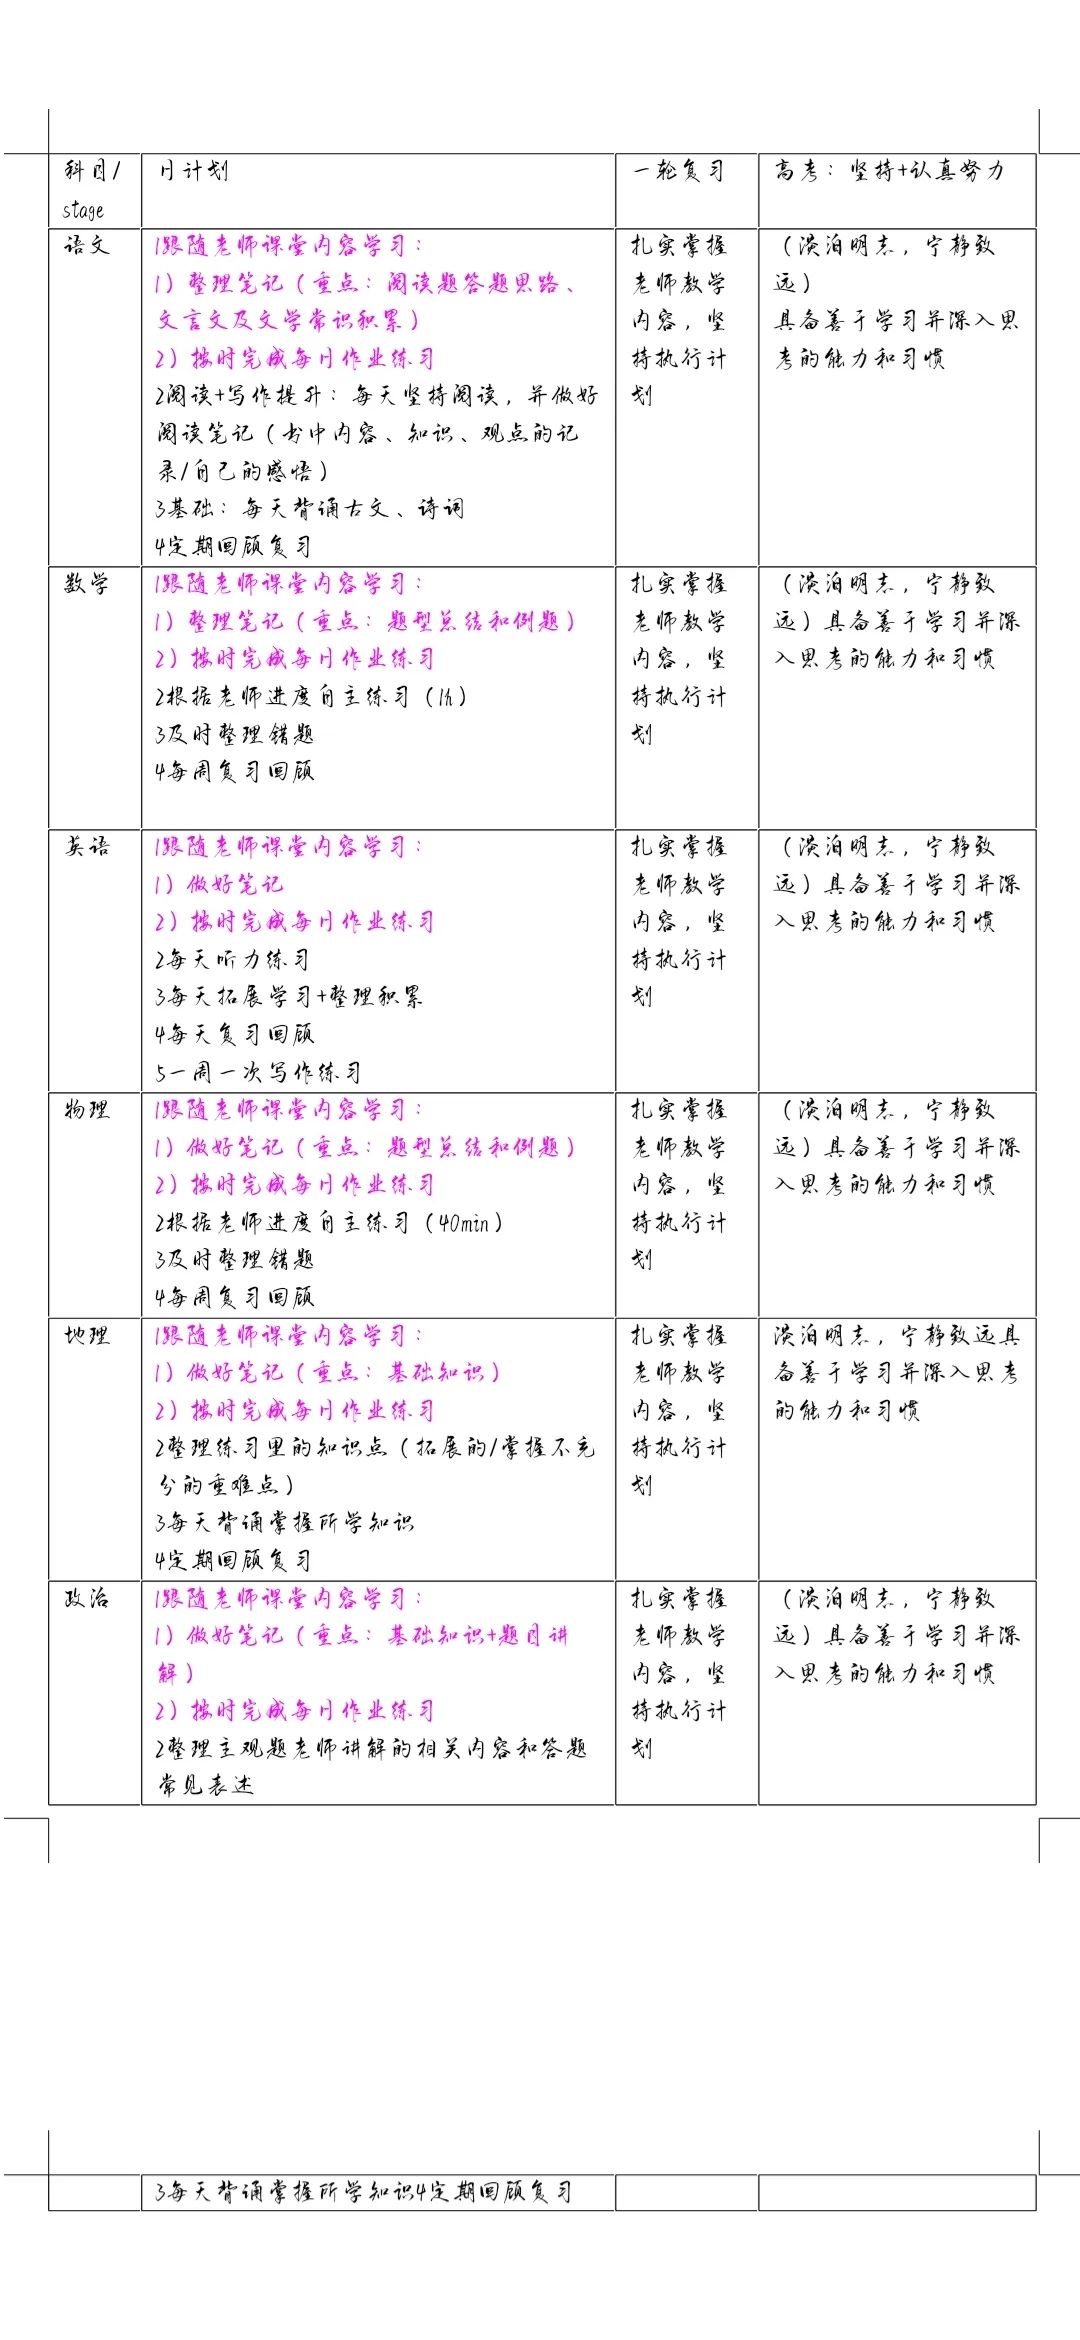 科目/
stage
日计划
一轮复习
高考：坚持+认真努力
语文
1跟随老师课堂内容学习：
1）整理笔记（重点：阅读题答题思路、
文言文及文学常识积累）
2）按时完成每日作业练习
2阅读+写作提升：每天坚持阅读，并做好
阅读笔记（书中内容、知识、观点的记
录/自己的感悟）
3基础：每天背诵古文、诗词
4定期回顾复习
扎实掌握
老师教学
内容，坚
持执行计
划
（淡泊明志，宁静致
远）
具备善于学习并深入思
考的能力和习惯
数学
1跟随老师课堂内容学习：
1）整理笔记（重点：题型总结和例题）
2）按时完成每日作业练习
2根据老师进度自主练习（1h）
3及时整理错题
4每周复习回顾
扎实掌握
老师教学
内容，坚
持执行计
划
（淡泊明志，宁静致
远）具备善于学习并深
入思考的能力和习惯
英语
1跟随老师课堂内容学习：
1）做好笔记
2）按时完成每日作业练习
2每天听力练习
3每天拓展学习+整理积累
4每天复习回顾
5一周一次写作练习
扎实掌握
老师教学
内容，坚
持执行计
划
（淡泊明志，宁静致
远）具备善于学习并深
入思考的能力和习惯
物理
1跟随老师课堂内容学习：
1）做好笔记（重点：题型总结和例题）
2）按时完成每日作业练习
2根据老师进度自主练习（40min）
3及时整理错题
4每周复习回顾
扎实掌握
老师教学
内容，坚
持执行计
划
（淡泊明志，宁静致
远）具备善于学习并深
入思考的能力和习惯
地理
1跟随老师课堂内容学习：
1）做好笔记（重点：基础知识）
2）按时完成每日作业练习
2整理练习里的知识点（拓展的/掌握不充
分的重难点）
3每天背诵掌握所学知识
4定期回顾复习
扎实掌握
老师教学
内容，坚
持执行计
划
淡泊明志，宁静致远具
备善于学习并深入思考
的能力和习惯
政治
1跟随老师课堂内容学习：
1）做好笔记（重点：基础知识+题目讲
解）
2）按时完成每日作业练习
2整理主观题老师讲解的相关内容和答题
常见表述
扎实掌握
老师教学
内容，坚
持执行计
划
（淡泊明志，宁静致
远）具备善于学习并深
入思考的能力和习惯
3每天背诵掌握所学知识4定期回顾复习